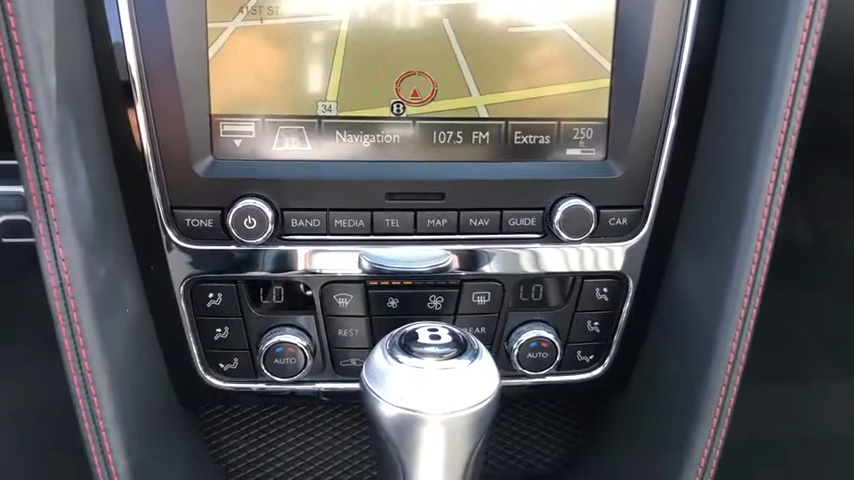 41ST ST
34
B
3D
Navigation
107.5 FM
Extras
250
ft
TONE
BAND
MEDIA
TEL
MAP
NAV
GUIDE
CAR
LO
LO
REST
REAR
AUTO
AUTO
B